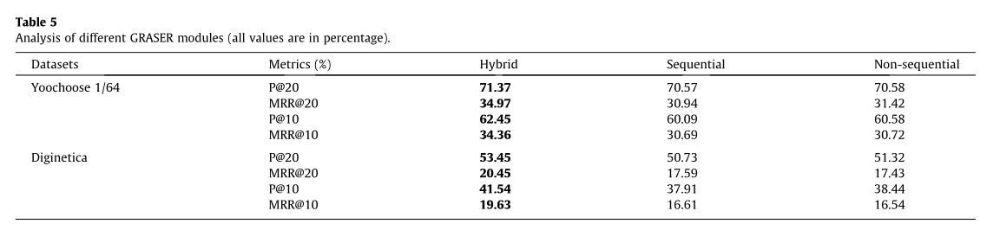 Table 5
Analysis of different GRASER modules (all values are in percentage).
Datasets Metrics (%) Hybrid Sequential Non-sequential
Yoochoose 1/64 P@20 71.37 70.57 70.58
MRR@20 34.97 30.94 31.42
P@10 62.45 60.09 60.58
MRR@10 34.36 30.69 30.72
Diginetica P@20 53.45 50.73 51.32
MRR@20 20.45 17.59 17.43
P@10 41.54 37.91 38.44
MRR@10 19.63 16.61 16.54